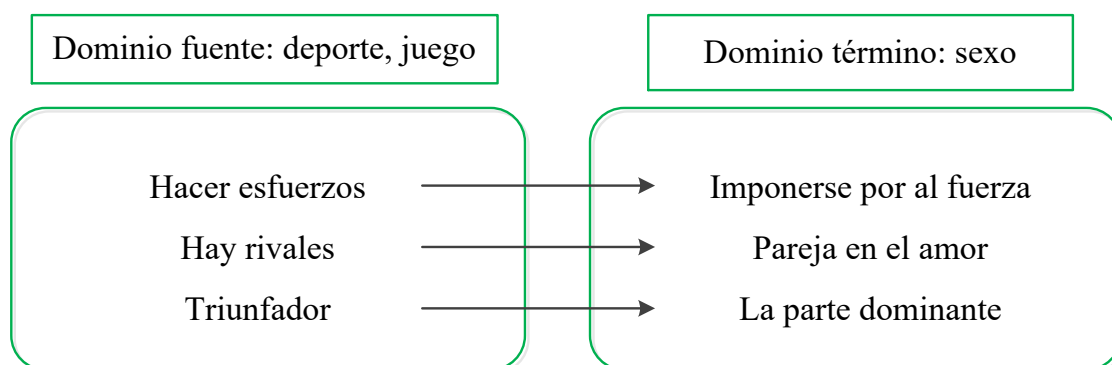 Dominio fuente: deporte, juego
Dominio término: sexo
Hacer esfuerzos
Imponerse por al fuerza
Hay rivales
Pareja en el amor
Triunfador
La parte dominante